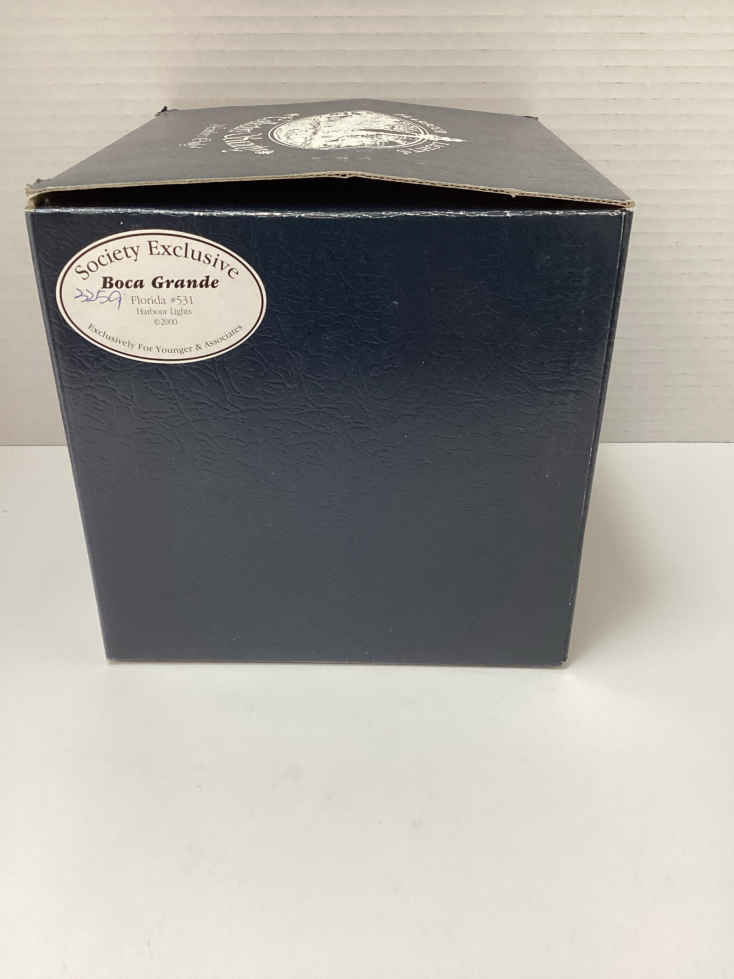 Society Exclusive
Boca Grande
2259 Florida #531
Harbour Lights
©2000
Exclusively For Younger & Associates